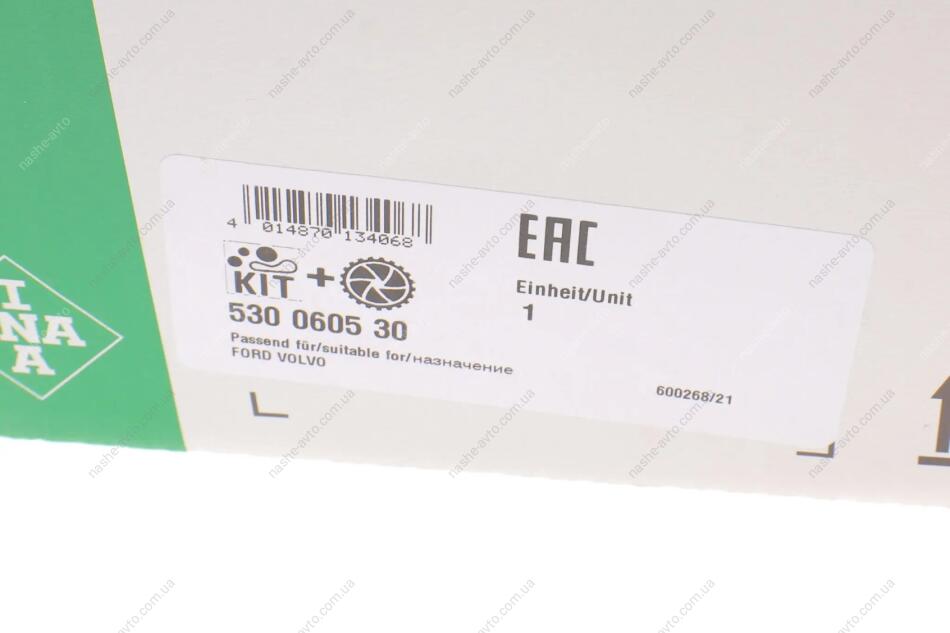 INA
4 014870 134068
KIT +
530 0605 30
Passend für/suitable for/назначение
FORD VOLVO
EAC
Einheit/Unit
1
600268/21
nashe-avto.com.ua